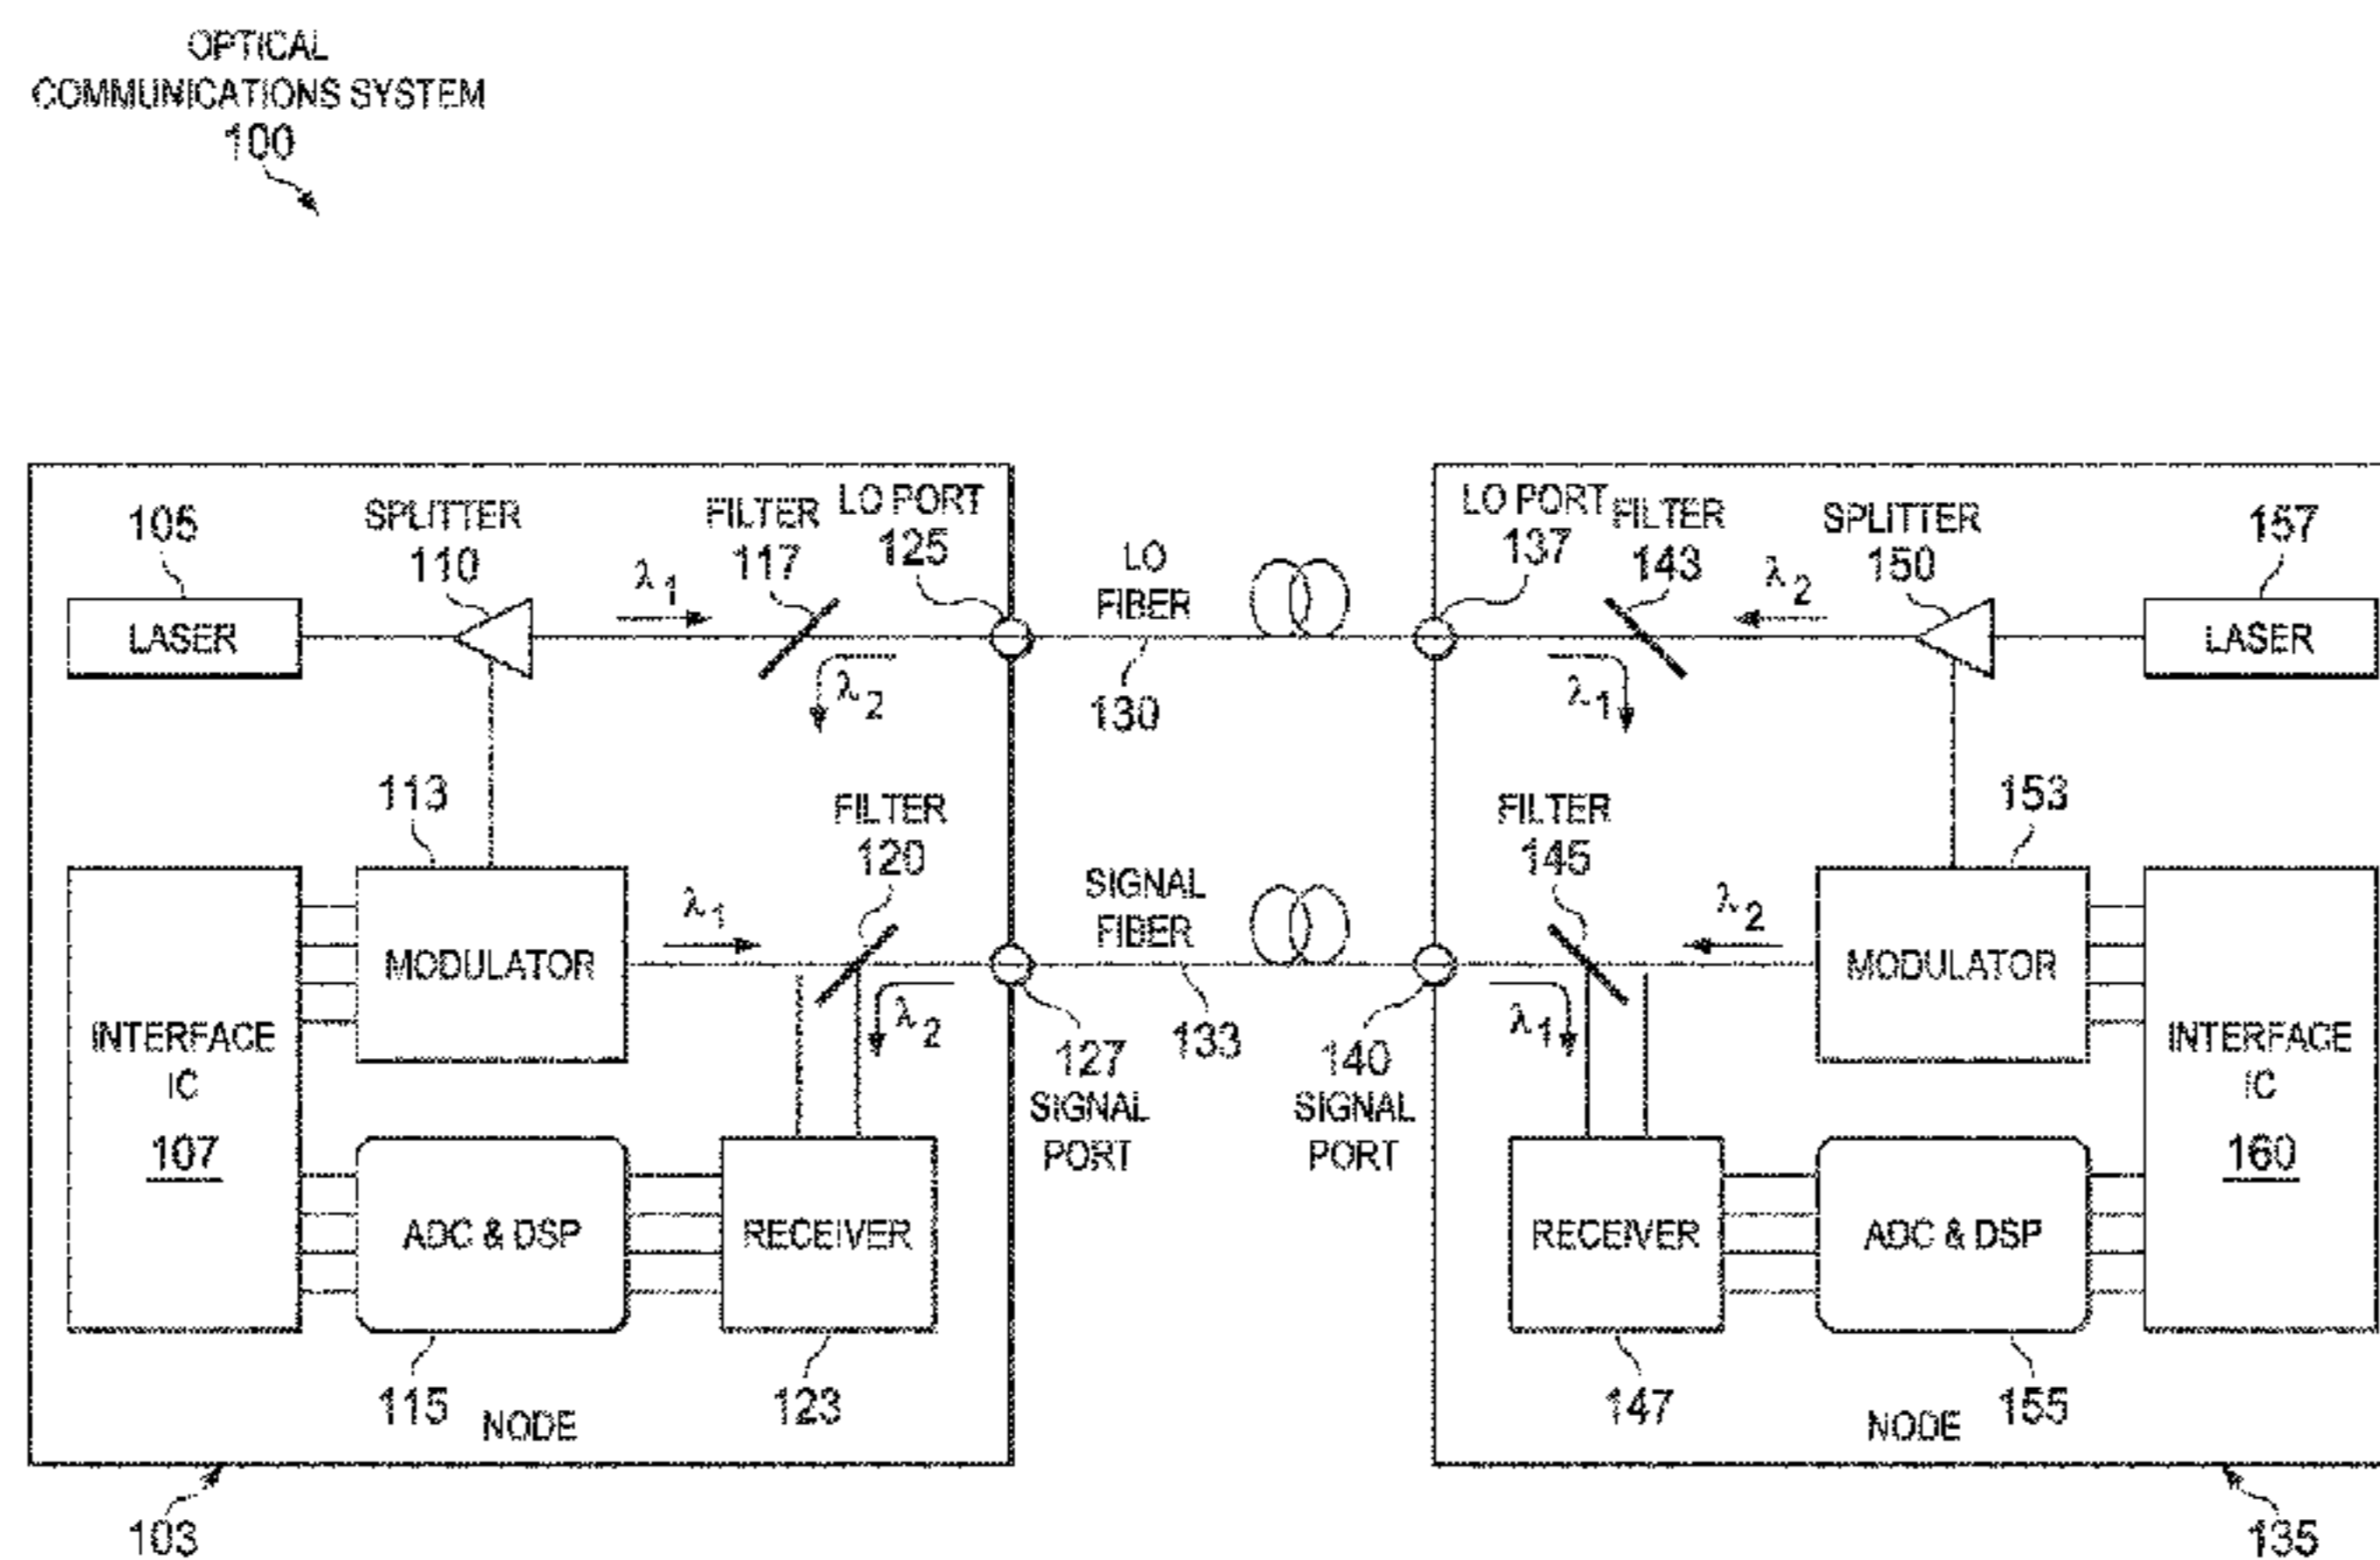 OPTICAL
COMMUNICATIONS SYSTEM
100
105
SPLITTER
110
λ1
FILTER
117
LO PORT
125
LO
FIBER
130
LO PORT
137
FILTER
143
λ2
SPLITTER
150
157
LASER
λ2
λ1
LASER
113
FILTER
120
SIGNAL
FIBER
133
FILTER
145
153
MODULATOR
λ1
λ2
127
SIGNAL
PORT
140
SIGNAL
PORT
λ1
λ2
MODULATOR
INTERFACE
IC
107
INTERFACE
IC
160
ADC & DSP
RECEIVER
RECEIVER
ADC & DSP
115
123
147
155
NODE
NODE
103
135